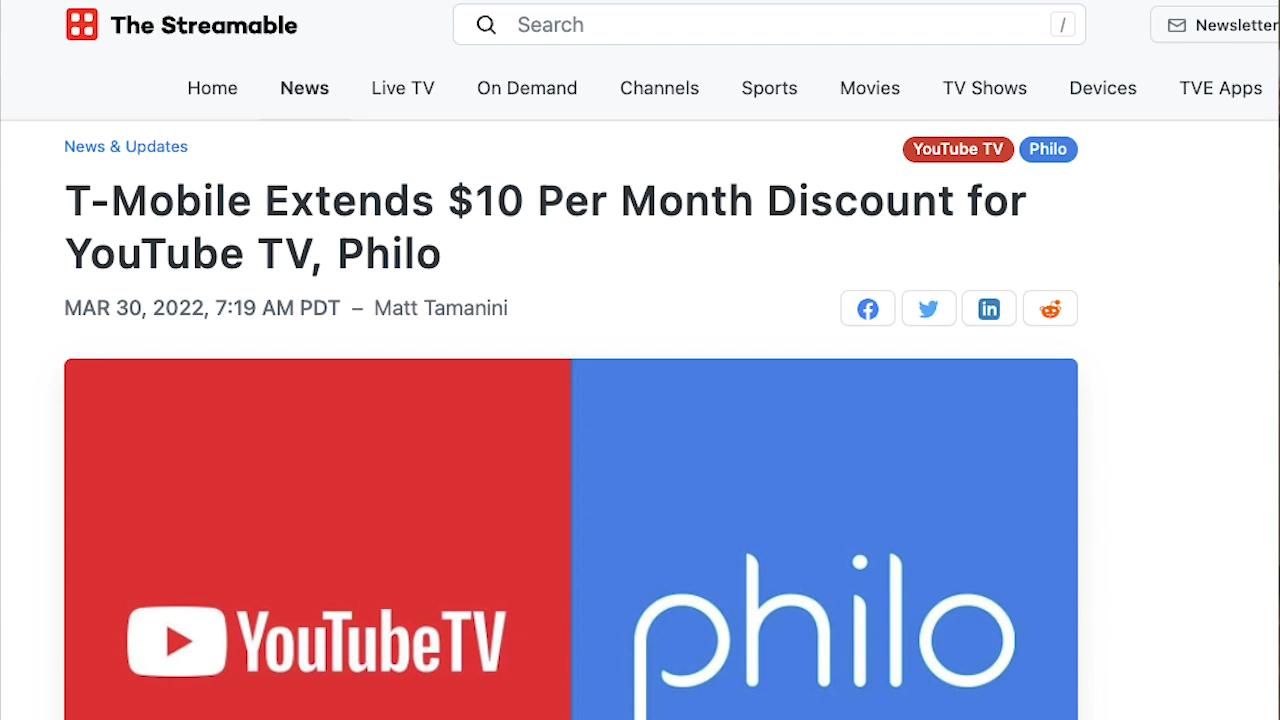 The Streamable
Search
/
Newsletter
Home News Live TV On Demand Channels Sports Movies TV Shows Devices TVE Apps
News & Updates
YouTube TV Philo
T-Mobile Extends $10 Per Month Discount for
YouTube TV, Philo
MAR 30, 2022, 7:19 AM PDT – Matt Tamanini
in
YouTubeTV
philo